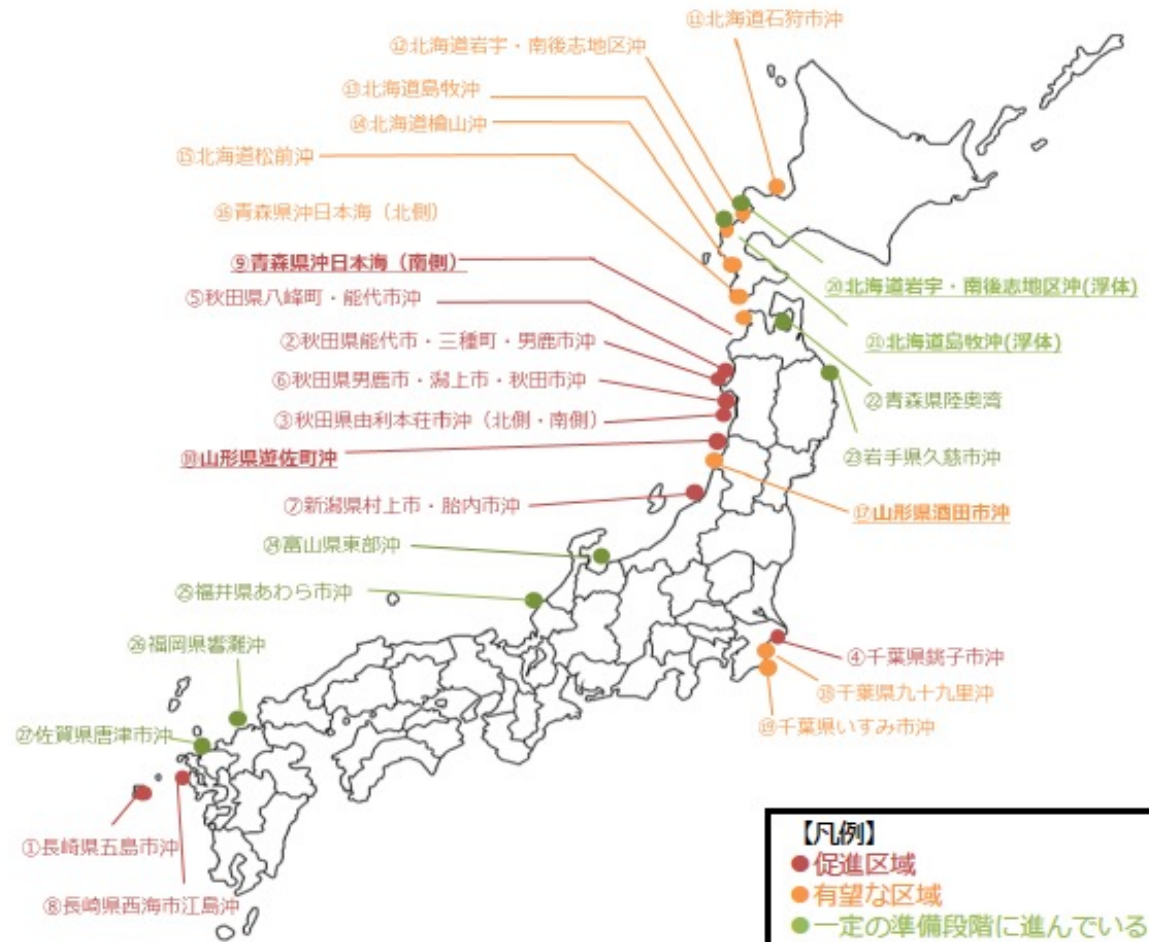 ⑪北海道石狩市沖
⑫北海道岩宇・南後志地区沖
⑬北海道島牧沖
⑭北海道檜山沖
⑮北海道松前沖
⑯青森県沖日本海（北側）
⑨青森県沖日本海（南側）
⑤秋田県八峰町・能代市沖
②秋田県能代市・三種町・男鹿市沖
⑥秋田県男鹿市・潟上市・秋田市沖
③秋田県由利本荘市沖（北側・南側）
⑩山形県遊佐町沖
⑦新潟県村上市・胎内市沖
㉔富山県東部沖
㉕福井県あわら市沖
㉖福岡県響灘沖
㉗佐賀県唐津市沖
①長崎県五島市沖
⑧長崎県西海市江島沖
⑳北海道岩宇・南後志地区沖(浮体)
㉑北海道島牧沖(浮体)
㉒青森県陸奥湾
㉓岩手県久慈市沖
⑰山形県酒田市沖
④千葉県銚子市沖
⑱千葉県九十九里沖
⑲千葉県いすみ市沖
【凡例】
●促進区域
●有望な区域
●一定の準備段階に進んでいる